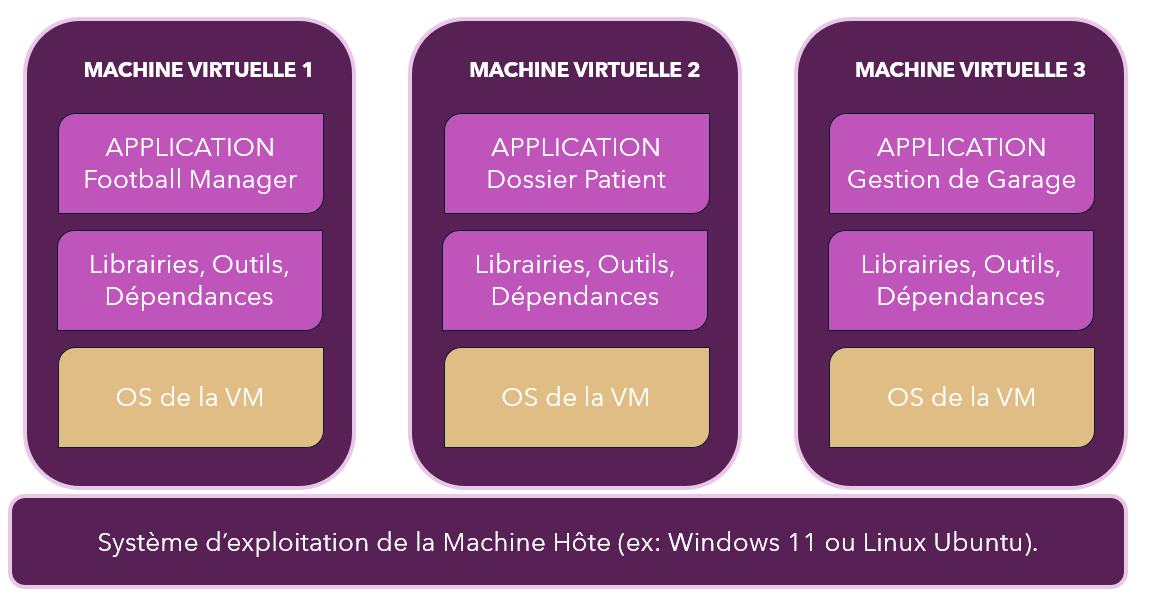 MACHINE VIRTUELLE 1
APPLICATION
Football Manager
Librairies, Outils,
Dépendances
OS de la VM
MACHINE VIRTUELLE 2
APPLICATION
Dossier Patient
Librairies, Outils,
Dépendances
OS de la VM
MACHINE VIRTUELLE 3
APPLICATION
Gestion de Garage
Librairies, Outils,
Dépendances
OS de la VM
Système d’exploitation de la Machine Hôte (ex: Windows 11 ou Linux Ubuntu).